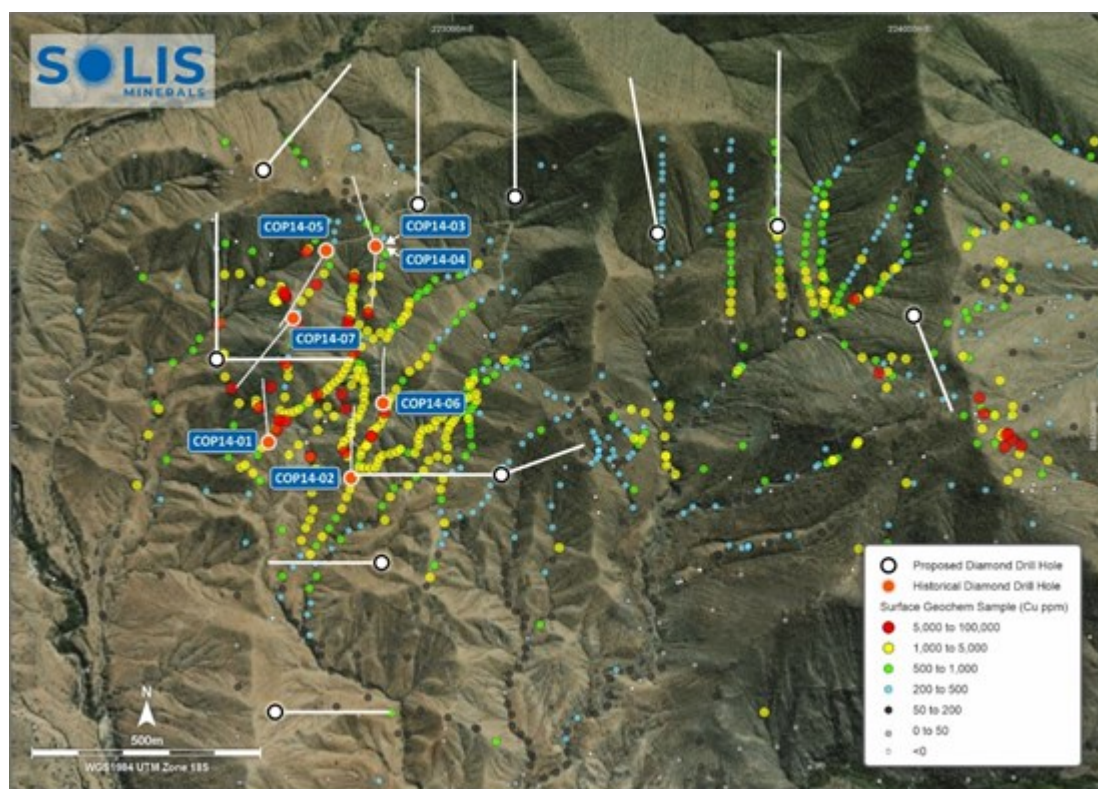 223000mE
224000mE
SOLIS
MINERALS
COP14-05
COP14-03
COP14-04
COP14-07
COP14-06
COP14-01
COP14-02
Proposed Diamond Drill Hole
Historical Diamond Drill Hole
Surface Geochem Sample (Cu ppm)
5,000 to 100,000
1,000 to 5,000
500 to 1,000
200 to 500
50 to 200
0 to 50
<0
N
500m
WGS1984 UTM Zone 18S